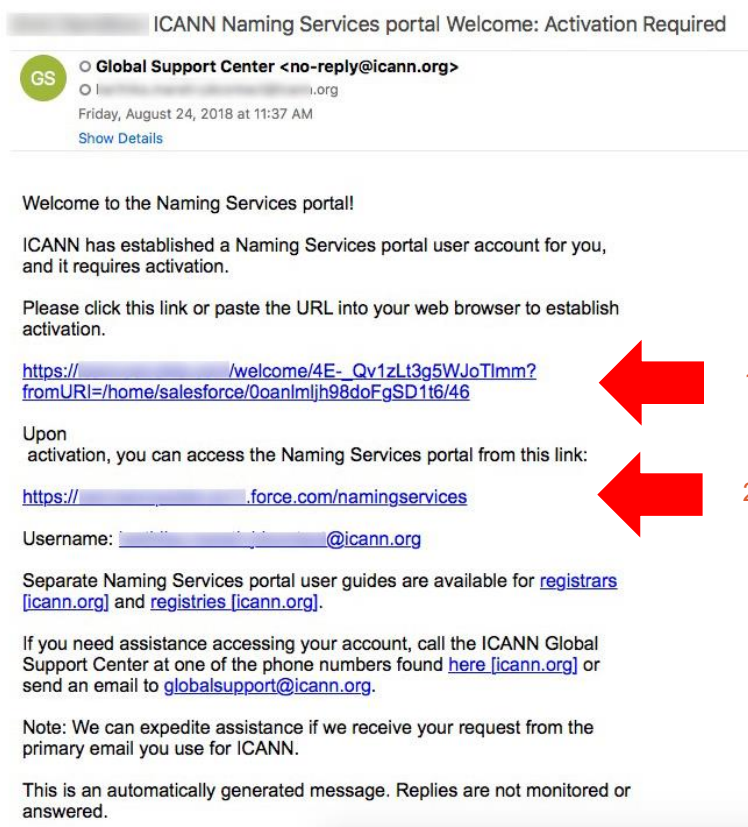 ICANN Naming Services portal Welcome: Activation Required
GS
Global Support Center <no-reply@icann.org>
.org
Friday, August 24, 2018 at 11:37 AM
Show Details
Welcome to the Naming Services portal!
ICANN has established a Naming Services portal user account for you,
and it requires activation.
Please click this link or paste the URL into your web browser to establish
activation.
https:// /welcome/4E-_Qv1zLt3g5WJoTlmm?
fromURI=/home/salesforce/0oanlmljh98doFgSD1t6/46
Upon
activation, you can access the Naming Services portal from this link:
https:// .force.com/namingservices
Username: @icann.org
Separate Naming Services portal user guides are available for registrars
[icann.org] and registries [icann.org].
If you need assistance accessing your account, call the ICANN Global
Support Center at one of the phone numbers found here [icann.org] or
send an email to globalsupport@icann.org.
Note: We can expedite assistance if we receive your request from the
primary email you use for ICANN.
This is an automatically generated message. Replies are not monitored or
answered.